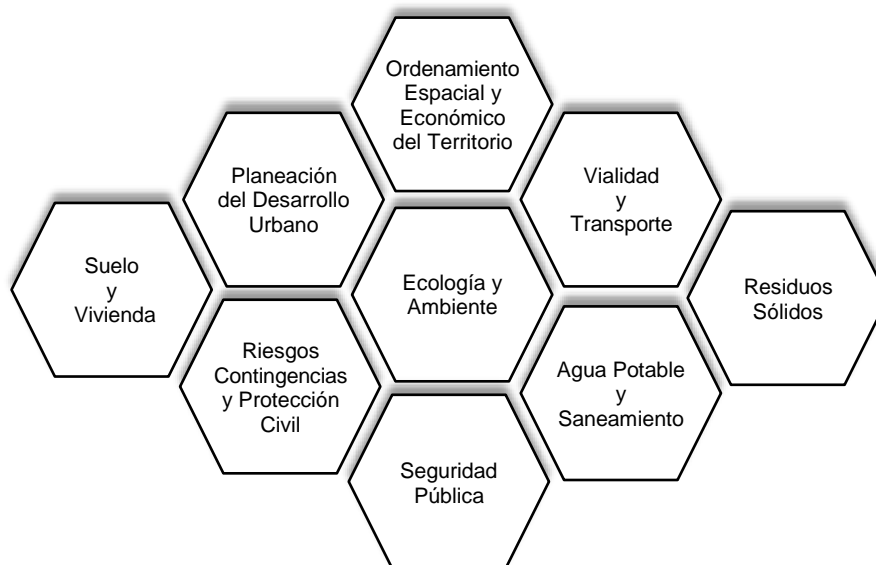 Ordenamiento
Espacial y
Económico
del Territorio
Planeación
del Desarrollo
Urbano
Vialidad
y
Transporte
Suelo
y
Vivienda
Ecología y
Ambiente
Residuos
Sólidos
Riesgos
Contingencias
y Protección
Civil
Agua Potable
y
Saneamiento
Seguridad
Pública